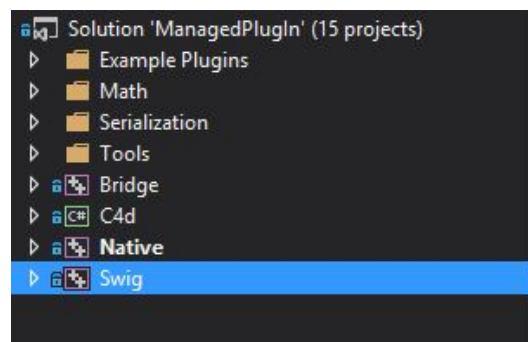 Solution 'ManagedPlugIn' (15 projects)
Example Plugins
Math
Serialization
Tools
Bridge
C# C4d
Native
Swig